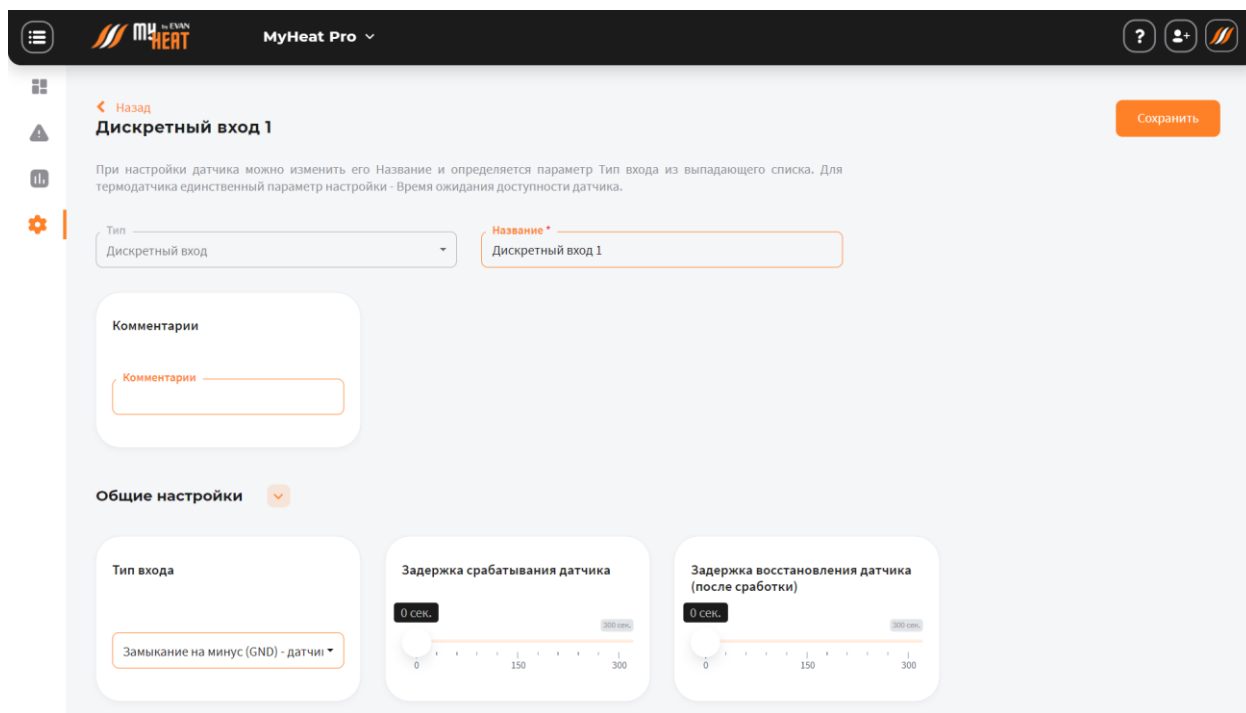 my by EVAN
HEAT
MyHeat Pro
?
Назад
Дискретный вход 1
Сохранить
При настройки датчика можно изменить его Название и определяется параметр Тип входа из выпадающего списка. Для
термодатчика единственный параметр настройки - Время ожидания доступности датчика.
Тип
Дискретный вход
Название *
Дискретный вход 1
Комментарии
Комментарии
Общие настройки
Тип входа
Замыкание на минус (GND) - датчи
Задержка срабатывания датчика
0 сек.
300 сек.
0 150 300
Задержка восстановления датчика
(после сработки)
0 сек.
300 сек.
0 150 300